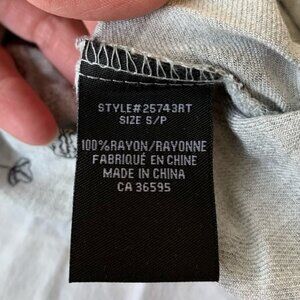 STYLE#25743RT
SIZE S/P
100%RAYON/RAYONNE
FABRIQUÉ EN CHINE
MADE IN CHINA
CA 36595